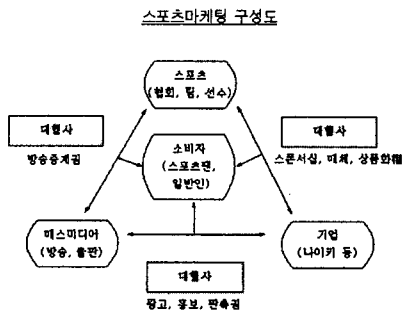 스포츠마케팅 구성도
스포츠
(협회, 팀, 선수)
대행사
방송중계권
소비자
(스포츠팬,
일반인)
대행사
스폰서십, 매체, 상품화權
매스미디어
(방송, 출판)
기업
(나이키 등)
대행사
광고, 홍보, 판촉권